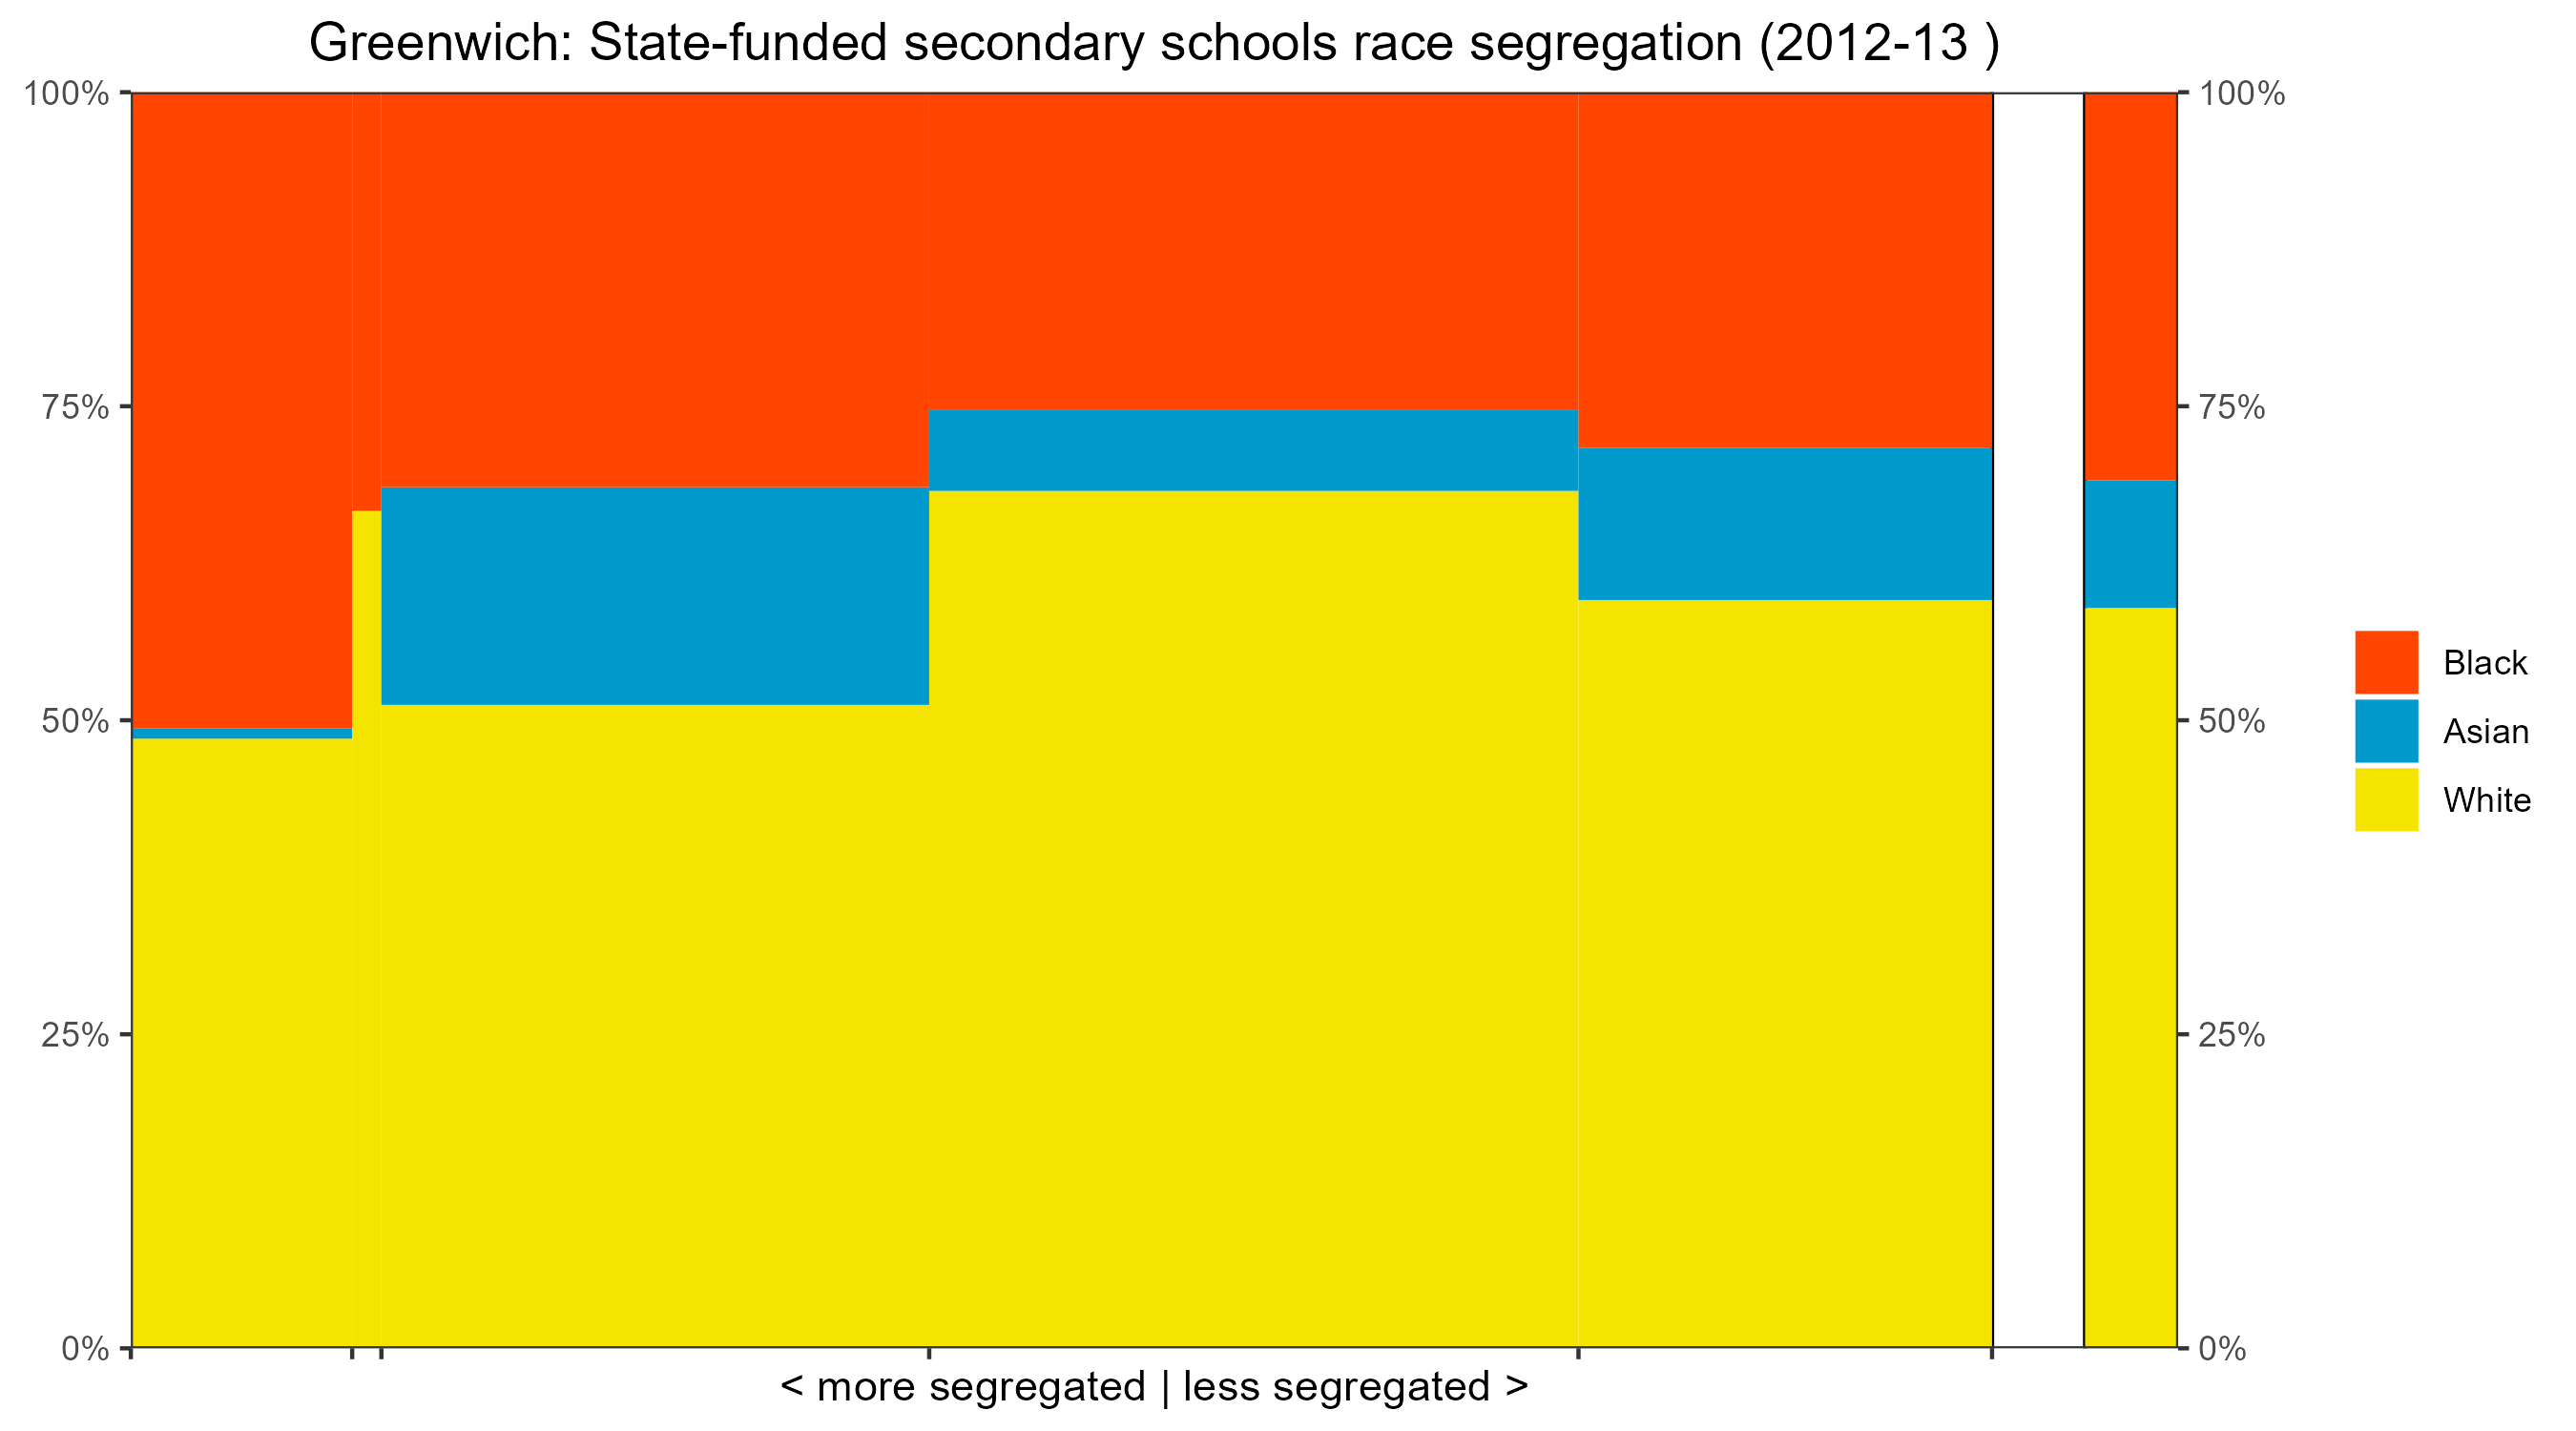 Greenwich: State-funded secondary schools race segregation (2012-13 )
100%
75%
50%
25%
0%
100%
75%
50%
25%
0%
< more segregated | less segregated >
Black
Asian
White